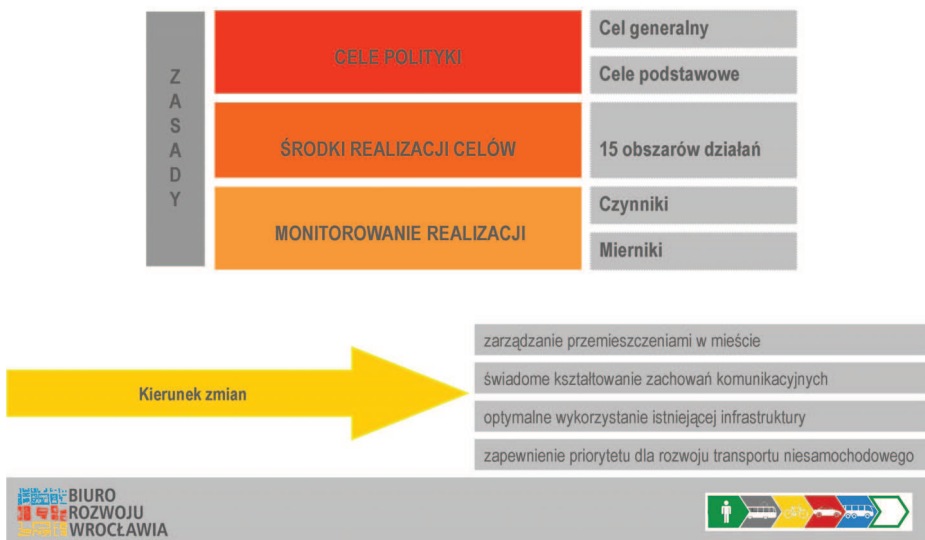 ZASADY
CELE POLITYKI
Cel generalny
Cele podstawowe
ŚRODKI REALIZACJI CELÓW
15 obszarów działań
MONITOROWANIE REALIZACJI
Czynniki
Mierniki
Kierunek zmian
zarządzanie przemieszczeniami w mieście
świadome kształtowanie zachowań komunikacyjnych
optymalne wykorzystanie istniejącej infrastruktury
zapewnienie priorytetu dla rozwoju transportu niesamochodowego
BIURO
ROZWOJU
WROCŁAWIA